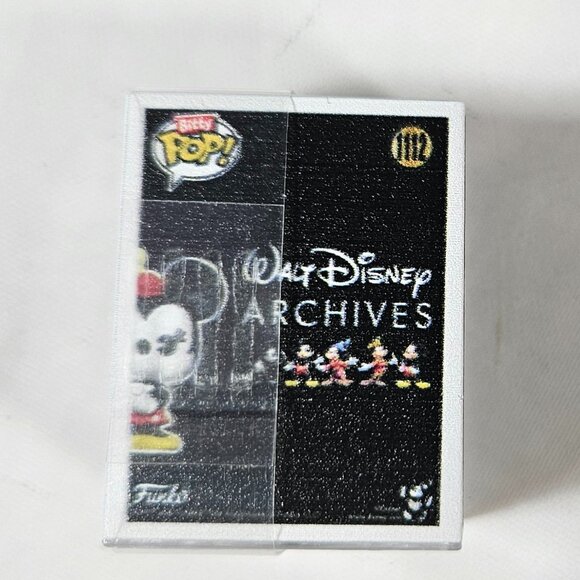 Bitty
POP!
1112
WALT DISNEY
ARCHIVES
Funko